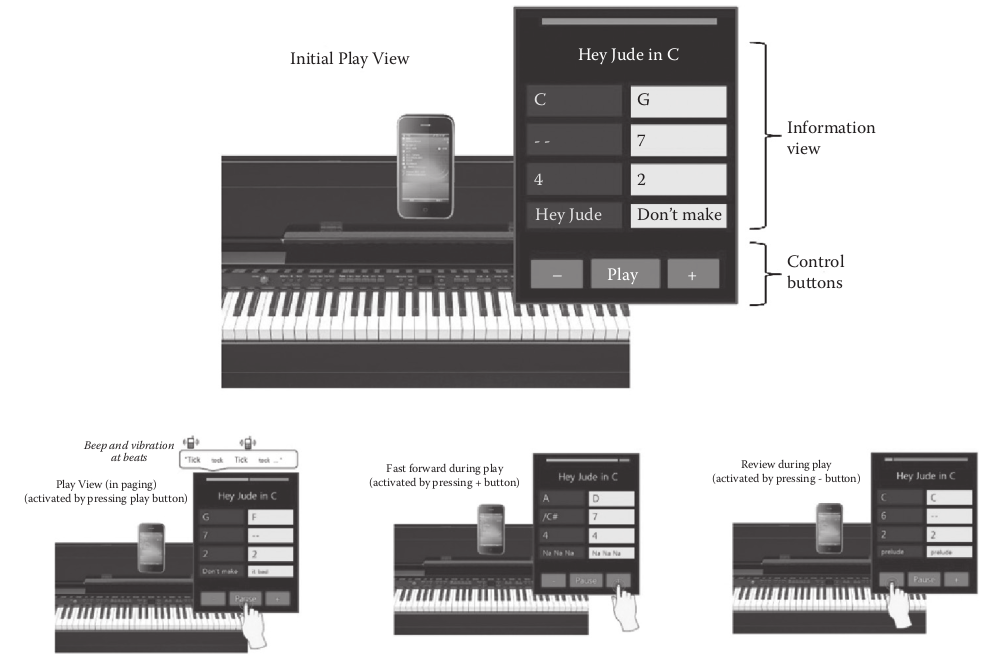 Initial Play View
Hey Jude in C
C G
- - 7
4 2
Hey Jude Don't make
– Play +
Information
view
Control
buttons
Beep and vibration
at beats
"Tick tock Tick tock ..."
Play View (in paging)
(activated by pressing play button)
Hey Jude in C
G F
7 --
2 2
Don't make it bad
Pause +
Fast forward during play
(activated by pressing + button)
Hey Jude in C
A D
/C# 7
4 4
Na Na Na Na Na Na
Pause
Review during play
(activated by pressing - button)
Hey Jude in C
C C
6 --
2 2
prelude prelude
Pause +